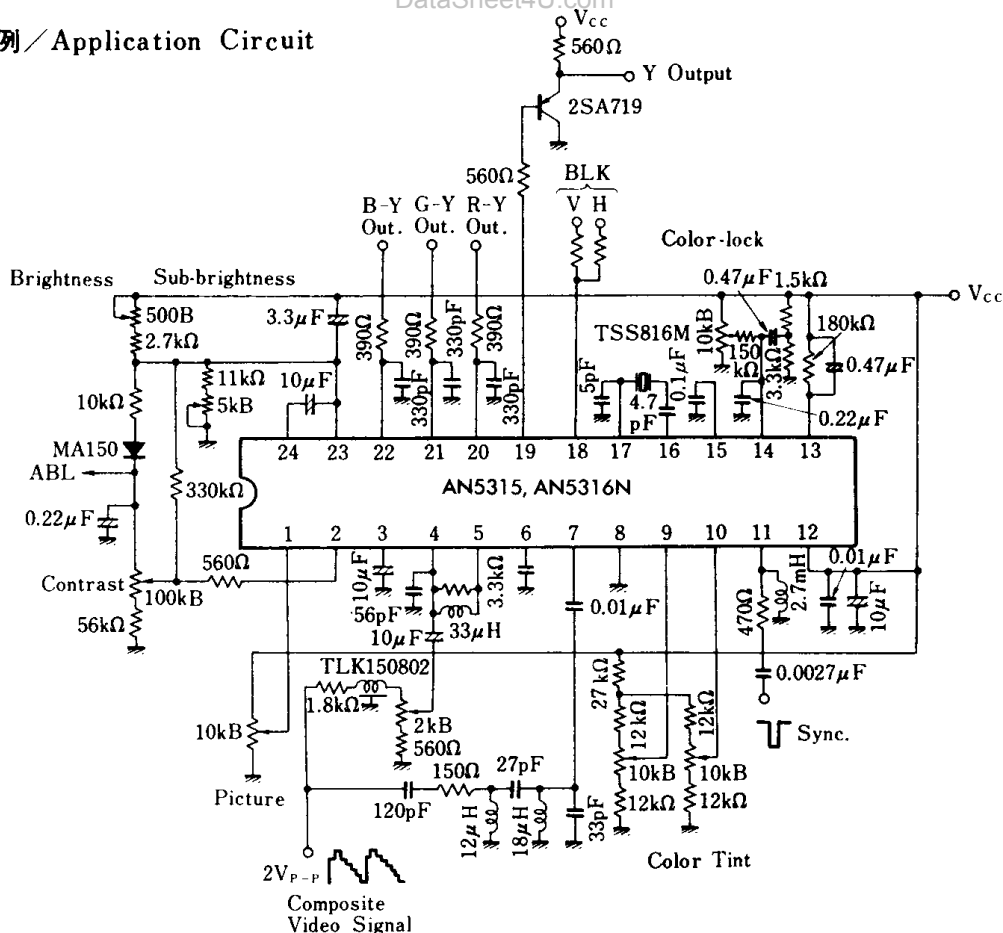 DataSheet4U.com
列/Application Circuit
Vcc
560Ω
Y Output
2SA719
560Ω
BLK
V H
B-Y Out.
G-Y Out.
R-Y Out.
Color-lock
Brightness
Sub-brightness
0.47μF
1.5kΩ
Vcc
500B
2.7kΩ
3.3μF
390Ω
390Ω
330pF
390Ω
TSS816M
10kB
150kΩ
3.3kΩ
180kΩ
0.47μF
10kΩ
11kΩ
5kB
10μF
330pF
330pF
5pF
4.7pF
0.1μF
0.22μF
MA150
ABL
24 23 22 21 20 19 18 17 16 15 14 13
330kΩ
AN5315, AN5316N
0.22μF
1 2 3 4 5 6 7 8 9 10 11 12
Contrast
100kB
560Ω
56kΩ
10μF
56pF
3.3kΩ
33μH
10μF
0.01μF
470Ω
2.7mH
0.01μF
10μF
0.0027μF
TLK150802
1.8kΩ
2kB
560Ω
27kΩ
12kΩ
12kΩ
Sync.
10kB
Picture
10kB
10kB
12kΩ
12kΩ
120pF
150Ω
27pF
12μH
18μH
33pF
Color Tint
2VP-P
Composite
Video Signal